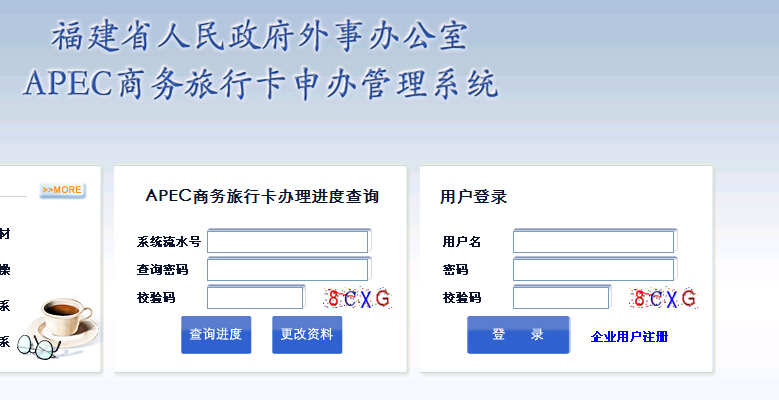 福建省人民政府外事办公室
APEC商务旅行卡申办管理系统
>>MORE
材
操
系
系
APEC商务旅行卡办理进度查询
系统流水号
查询密码
校验码 8CXG
查询进度 更改资料
用户登录
用户名
密码
校验码 8CXG
登 录 企业用户注册